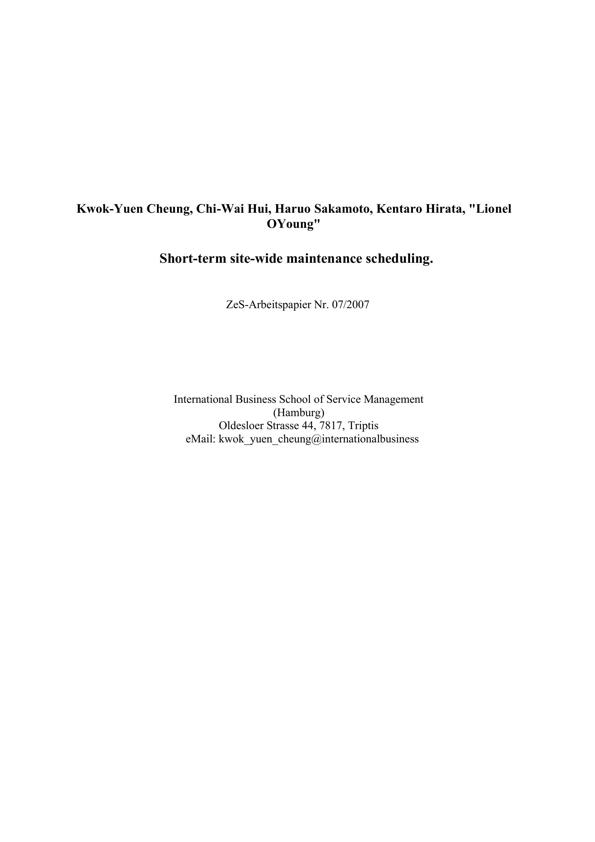 Kwok-Yuen Cheung, Chi-Wai Hui, Haruo Sakamoto, Kentaro Hirata, "Lionel
OYoung"
Short-term site-wide maintenance scheduling.
ZeS-Arbeitspapier Nr. 07/2007
International Business School of Service Management
(Hamburg)
Oldesloer Strasse 44, 7817, Triptis
eMail: kwok_yuen_cheung@internationalbusiness